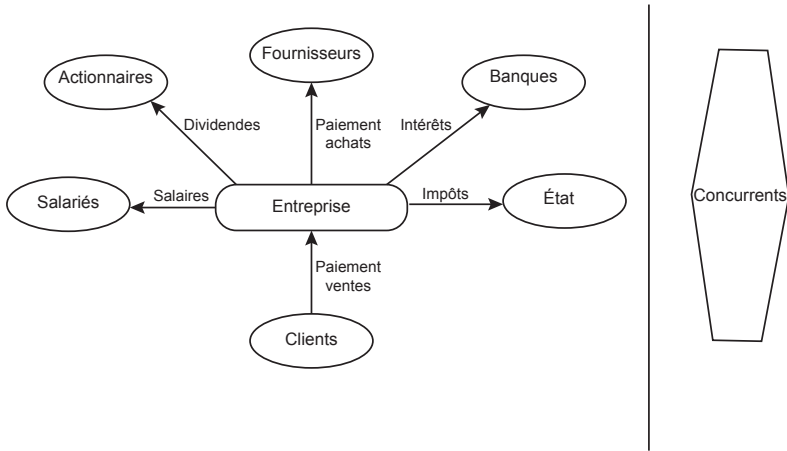 Fournisseurs
Actionnaires
Banques
Dividendes
Paiement
achats
Intérêts
Salariés
Salaires
Entreprise
Impôts
État
Concurrents
Paiement
ventes
Clients